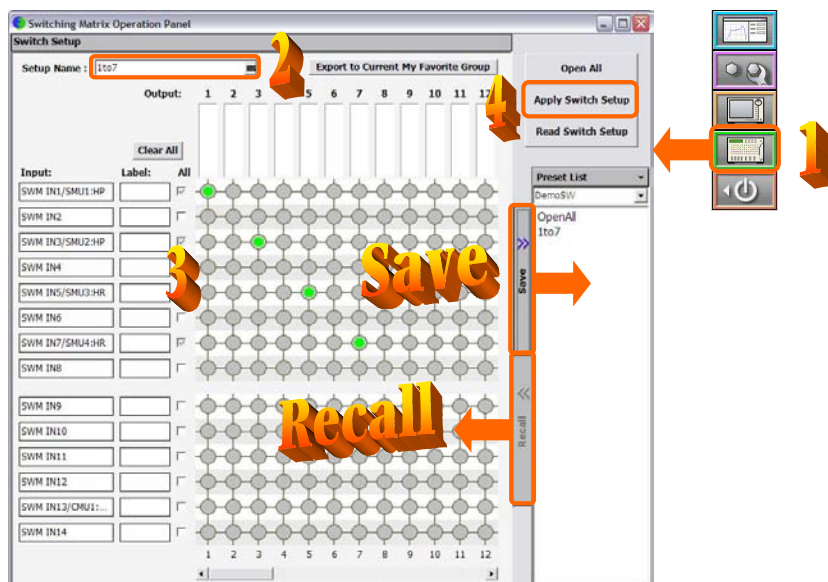 Switching Matrix Operation Panel
Switch Setup
Setup Name : 1to7
2
Export to Current My Favorite Group
Open All
4
Apply Switch Setup
Read Switch Setup
1
Output: 1 2 3 4 5 6 7 8 9 10 11 12
Clear All
Input: Label: All
SWM IN1/SMU1:HP
SWM IN2
SWM IN3/SMU2:HP
SWM IN4
SWM IN5/SMU3:HR
SWM IN6
SWM IN7/SMU4:HR
SWM IN8
SWM IN9
SWM IN10
SWM IN11
SWM IN12
SWM IN13/CMU1:...
SWM IN14
3
Save
Recall
1 2 3 4 5 6 7 8 9 10 11 12
Save
Recall
Preset List
DemoSW
OpenAll
1to7